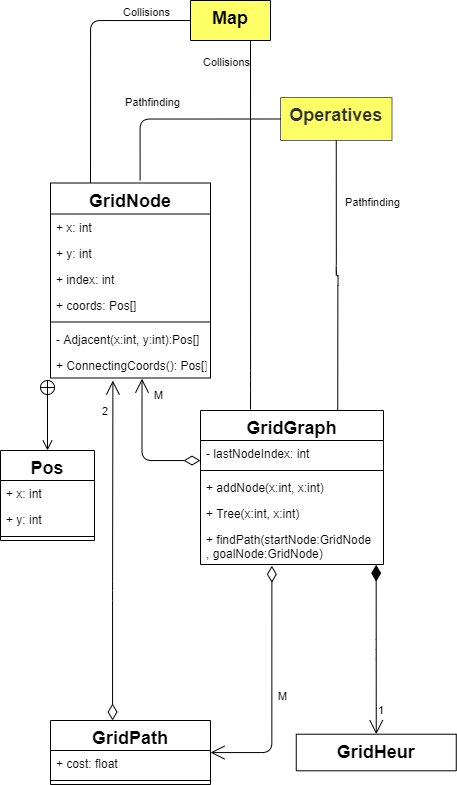 Collisions
Map
Collisions
Pathfinding
Operatives
GridNode
+ x: int
+ y: int
+ index: int
+ coords: Pos[]
- Adjacent(x:int, y:int):Pos[]
+ ConnectingCoords(): Pos[]
Pathfinding
2
M
Pos
+ x: int
+ y: int
GridGraph
- lastNodeIndex: int
+ addNode(x:int, x:int)
+ Tree(x:int, x:int)
+ findPath(startNode:GridNode
, goalNode:GridNode)
M
1
GridPath
+ cost: float
GridHeur